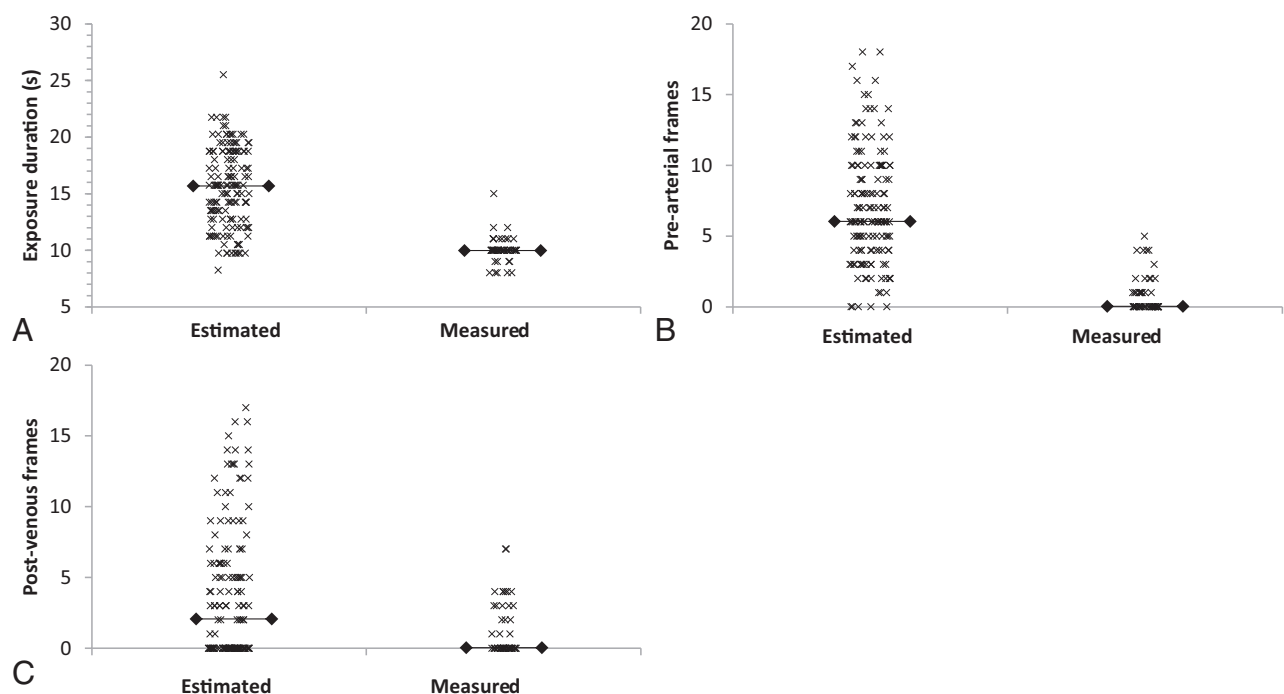 30
25
20
15
10
5
Exposure duration (s)
Estimated
Measured
A
20
15
10
5
0
Pre-arterial frames
Estimated
Measured
B
20
15
10
5
0
Post-venous frames
Estimated
Measured
C